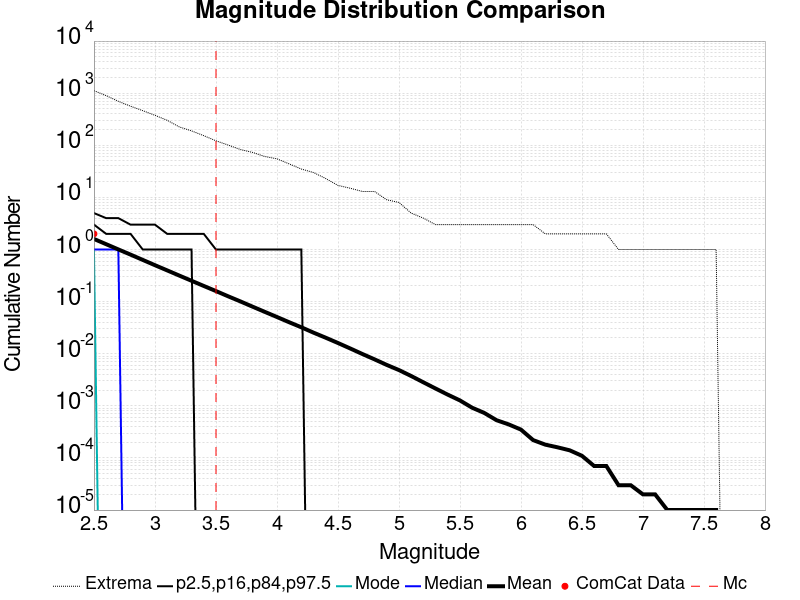 Magnitude Distribution Comparison
10^4
10^3
10^2
10^1
10^0
10^-1
10^-2
10^-3
10^-4
10^-5
Cumulative Number
2.5 3 3.5 4 4.5 5 5.5 6 6.5 7 7.5 8
Magnitude
Extrema p2.5,p16,p84,p97.5 Mode Median Mean ComCat Data Mc